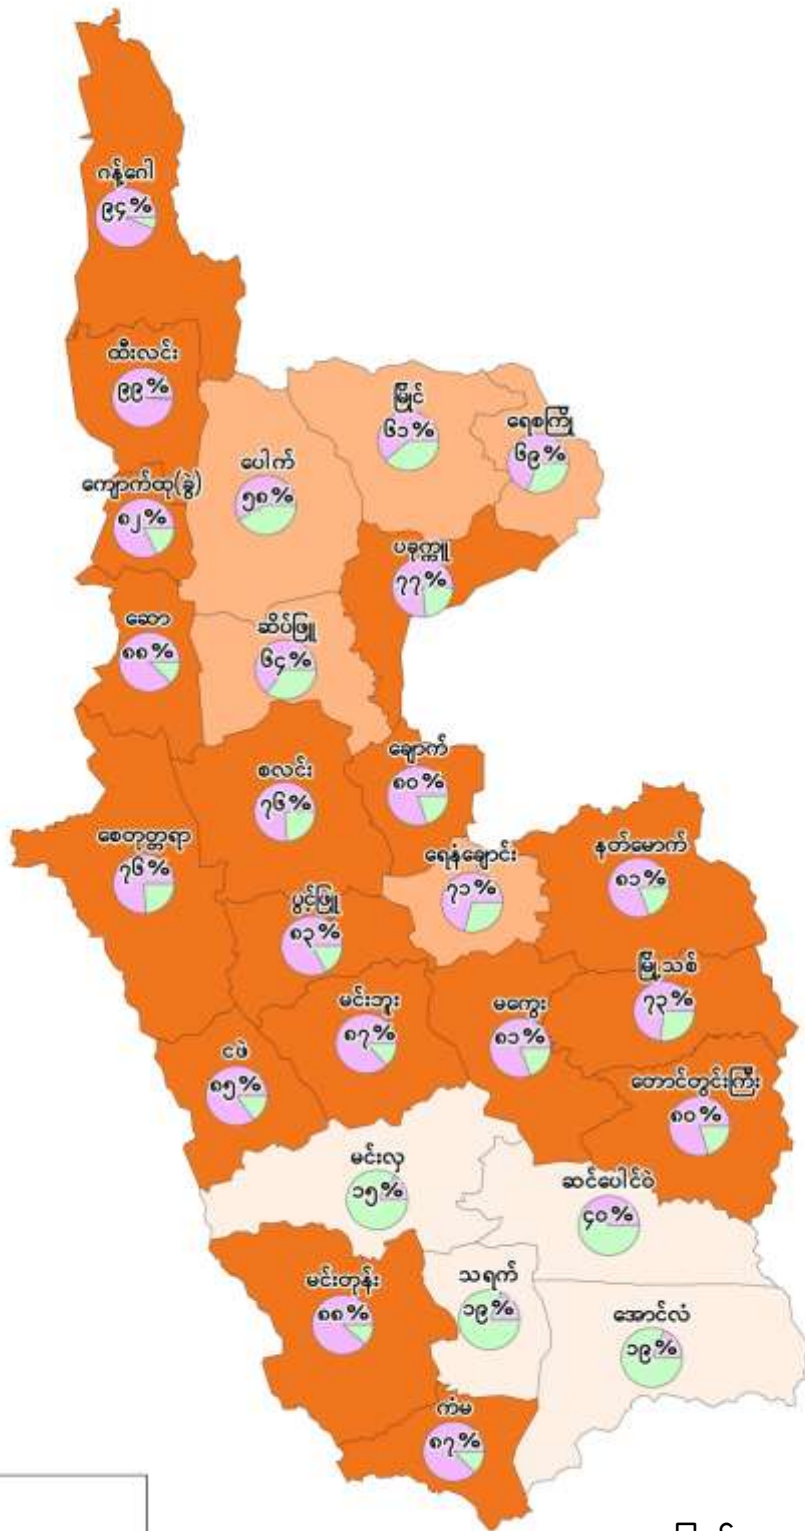 ဂန့်ဂေါ
၉၄%
ထီးလင်း
၉၉%
မြိုင်
၆၁%
ရေစကြို
၆၉%
ပေါက်
၅၈%
ကျောက်ထု(ခွဲ)
၈၂%
ပခုက္ကူ
၇၇%
ဆော
၈၈%
ဆိပ်ဖြူ
၆၄%
ချောက်
၈၀%
စလင်း
၇၆%
စေတုတ္တရာ
၇၆%
ရေနံချောင်း
၇၁%
နတ်မောက်
၈၁%
ပွင့်ဖြူ
၈၃%
မြို့သစ်
၇၃%
မင်းဘူး
၈၇%
မကွေး
၈၁%
ငဖဲ
၈၅%
တောင်တွင်းကြီး
၈၀%
မင်းလှ
၁၅%
ဆင်ပေါင်ဝဲ
၄၀%
မင်းတုန်း
၈၈%
သရက်
၁၉%
အောင်လံ
၁၉%
ကံမ
၈၇%